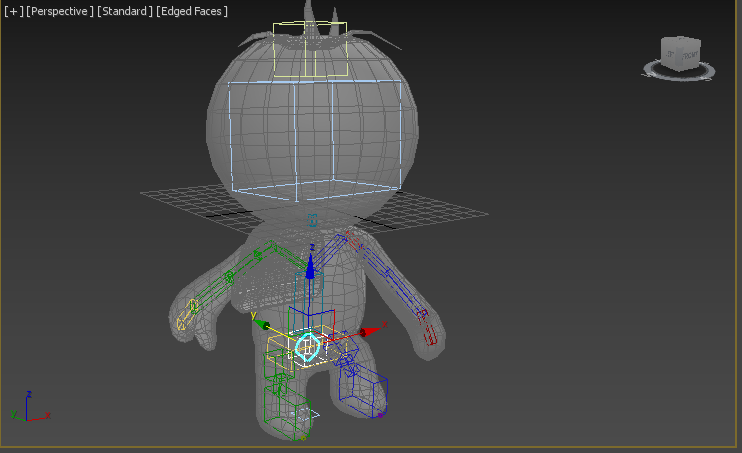 [+] [Perspective ] [Standard ] [Edged Faces ]
z
y
x
z
y
x